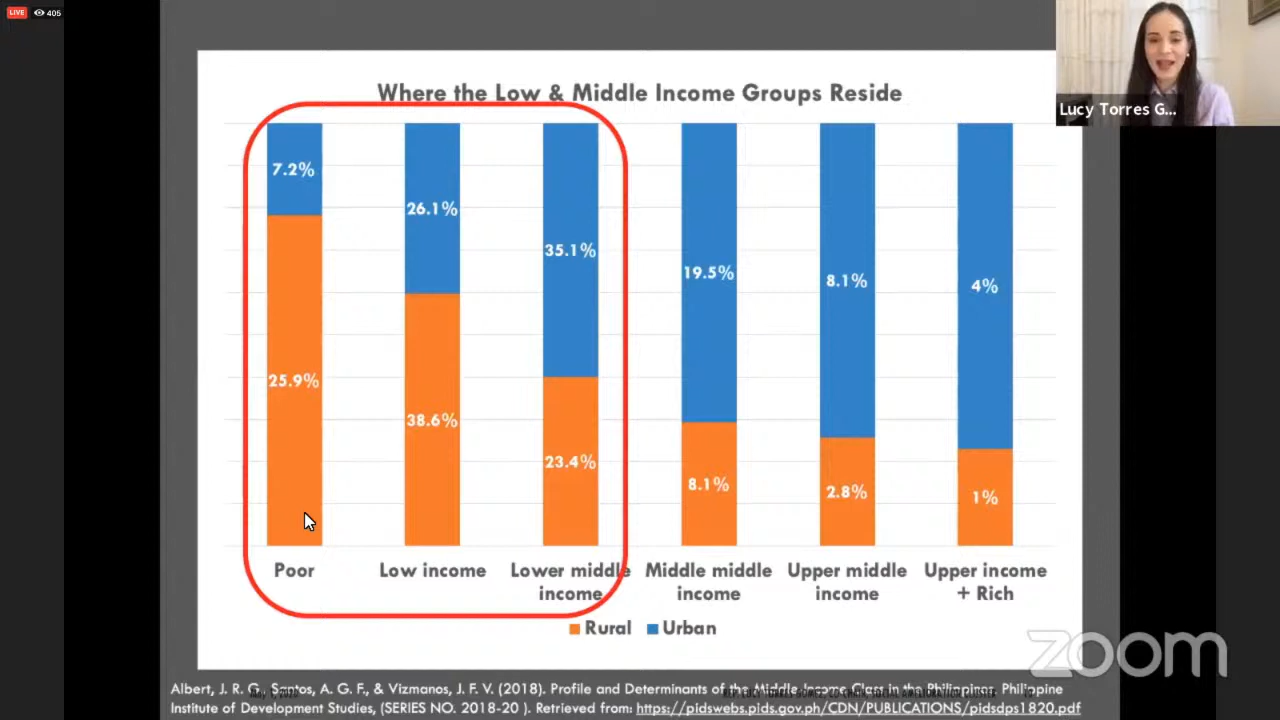 LIVE 405
Lucy Torres G...
Where the Low & Middle Income Groups Reside
7.2% 26.1% 35.1% 19.5% 8.1% 4%
25.9% 38.6% 23.4% 8.1% 2.8% 1%
Poor Low income Lower middle income Middle middle income Upper middle income Upper income + Rich
Rural Urban
zoom
Albert, J. R. G., Santos, A. G. F., & Vizmanos, J. F. V. (2018). Profile and Determinants of the Middle Income Class in the Philippines. Philippine
Institute of Development Studies, (SERIES NO. 2018-20 ). Retrieved from: https://pidswebs.pids.gov.ph/CDN/PUBLICATIONS/pidsdps1820.pdf